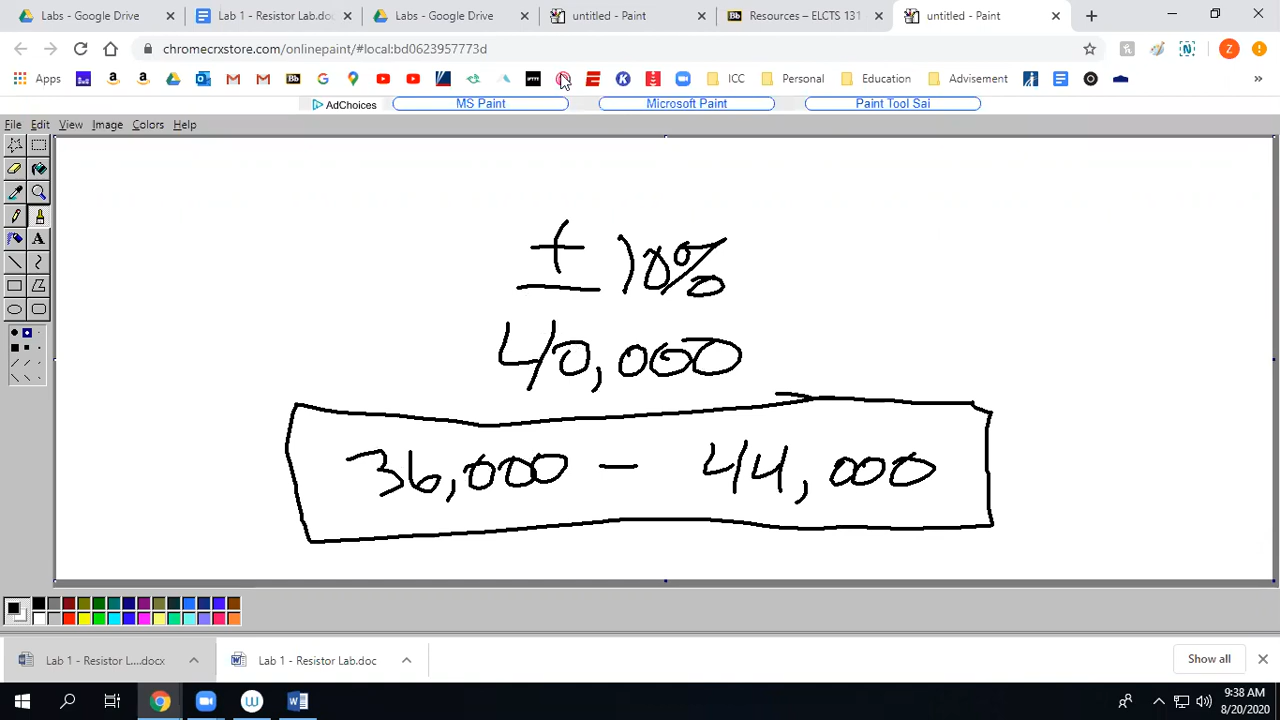 Labs - Google Drive
Lab 1 - Resistor Lab.doc
Labs - Google Drive
untitled - Paint
Resources – ELCTS 131
untitled - Paint
chromecrxstore.com/onlinepaint/#local:bd0623957773d
Z
Apps
ICC
Personal
Education
Advisement
AdChoices
MS Paint
Microsoft Paint
Paint Tool Sai
File Edit View Image Colors Help
± 10%
40,000
36,000 – 44,000
Lab 1 - Resistor L....docx
Lab 1 - Resistor Lab.doc
Show all
9:38 AM
8/20/2020